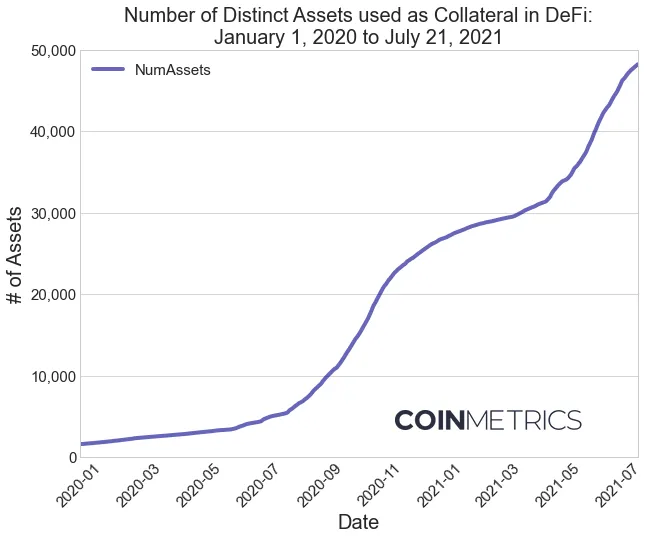 Number of Distinct Assets used as Collateral in DeFi:
January 1, 2020 to July 21, 2021
NumAssets
50,000
40,000
30,000
20,000
10,000
0
# of Assets
COINMETRICS
2020-01
2020-03
2020-05
2020-07
2020-09
2020-11
2021-01
2021-03
2021-05
2021-07
Date